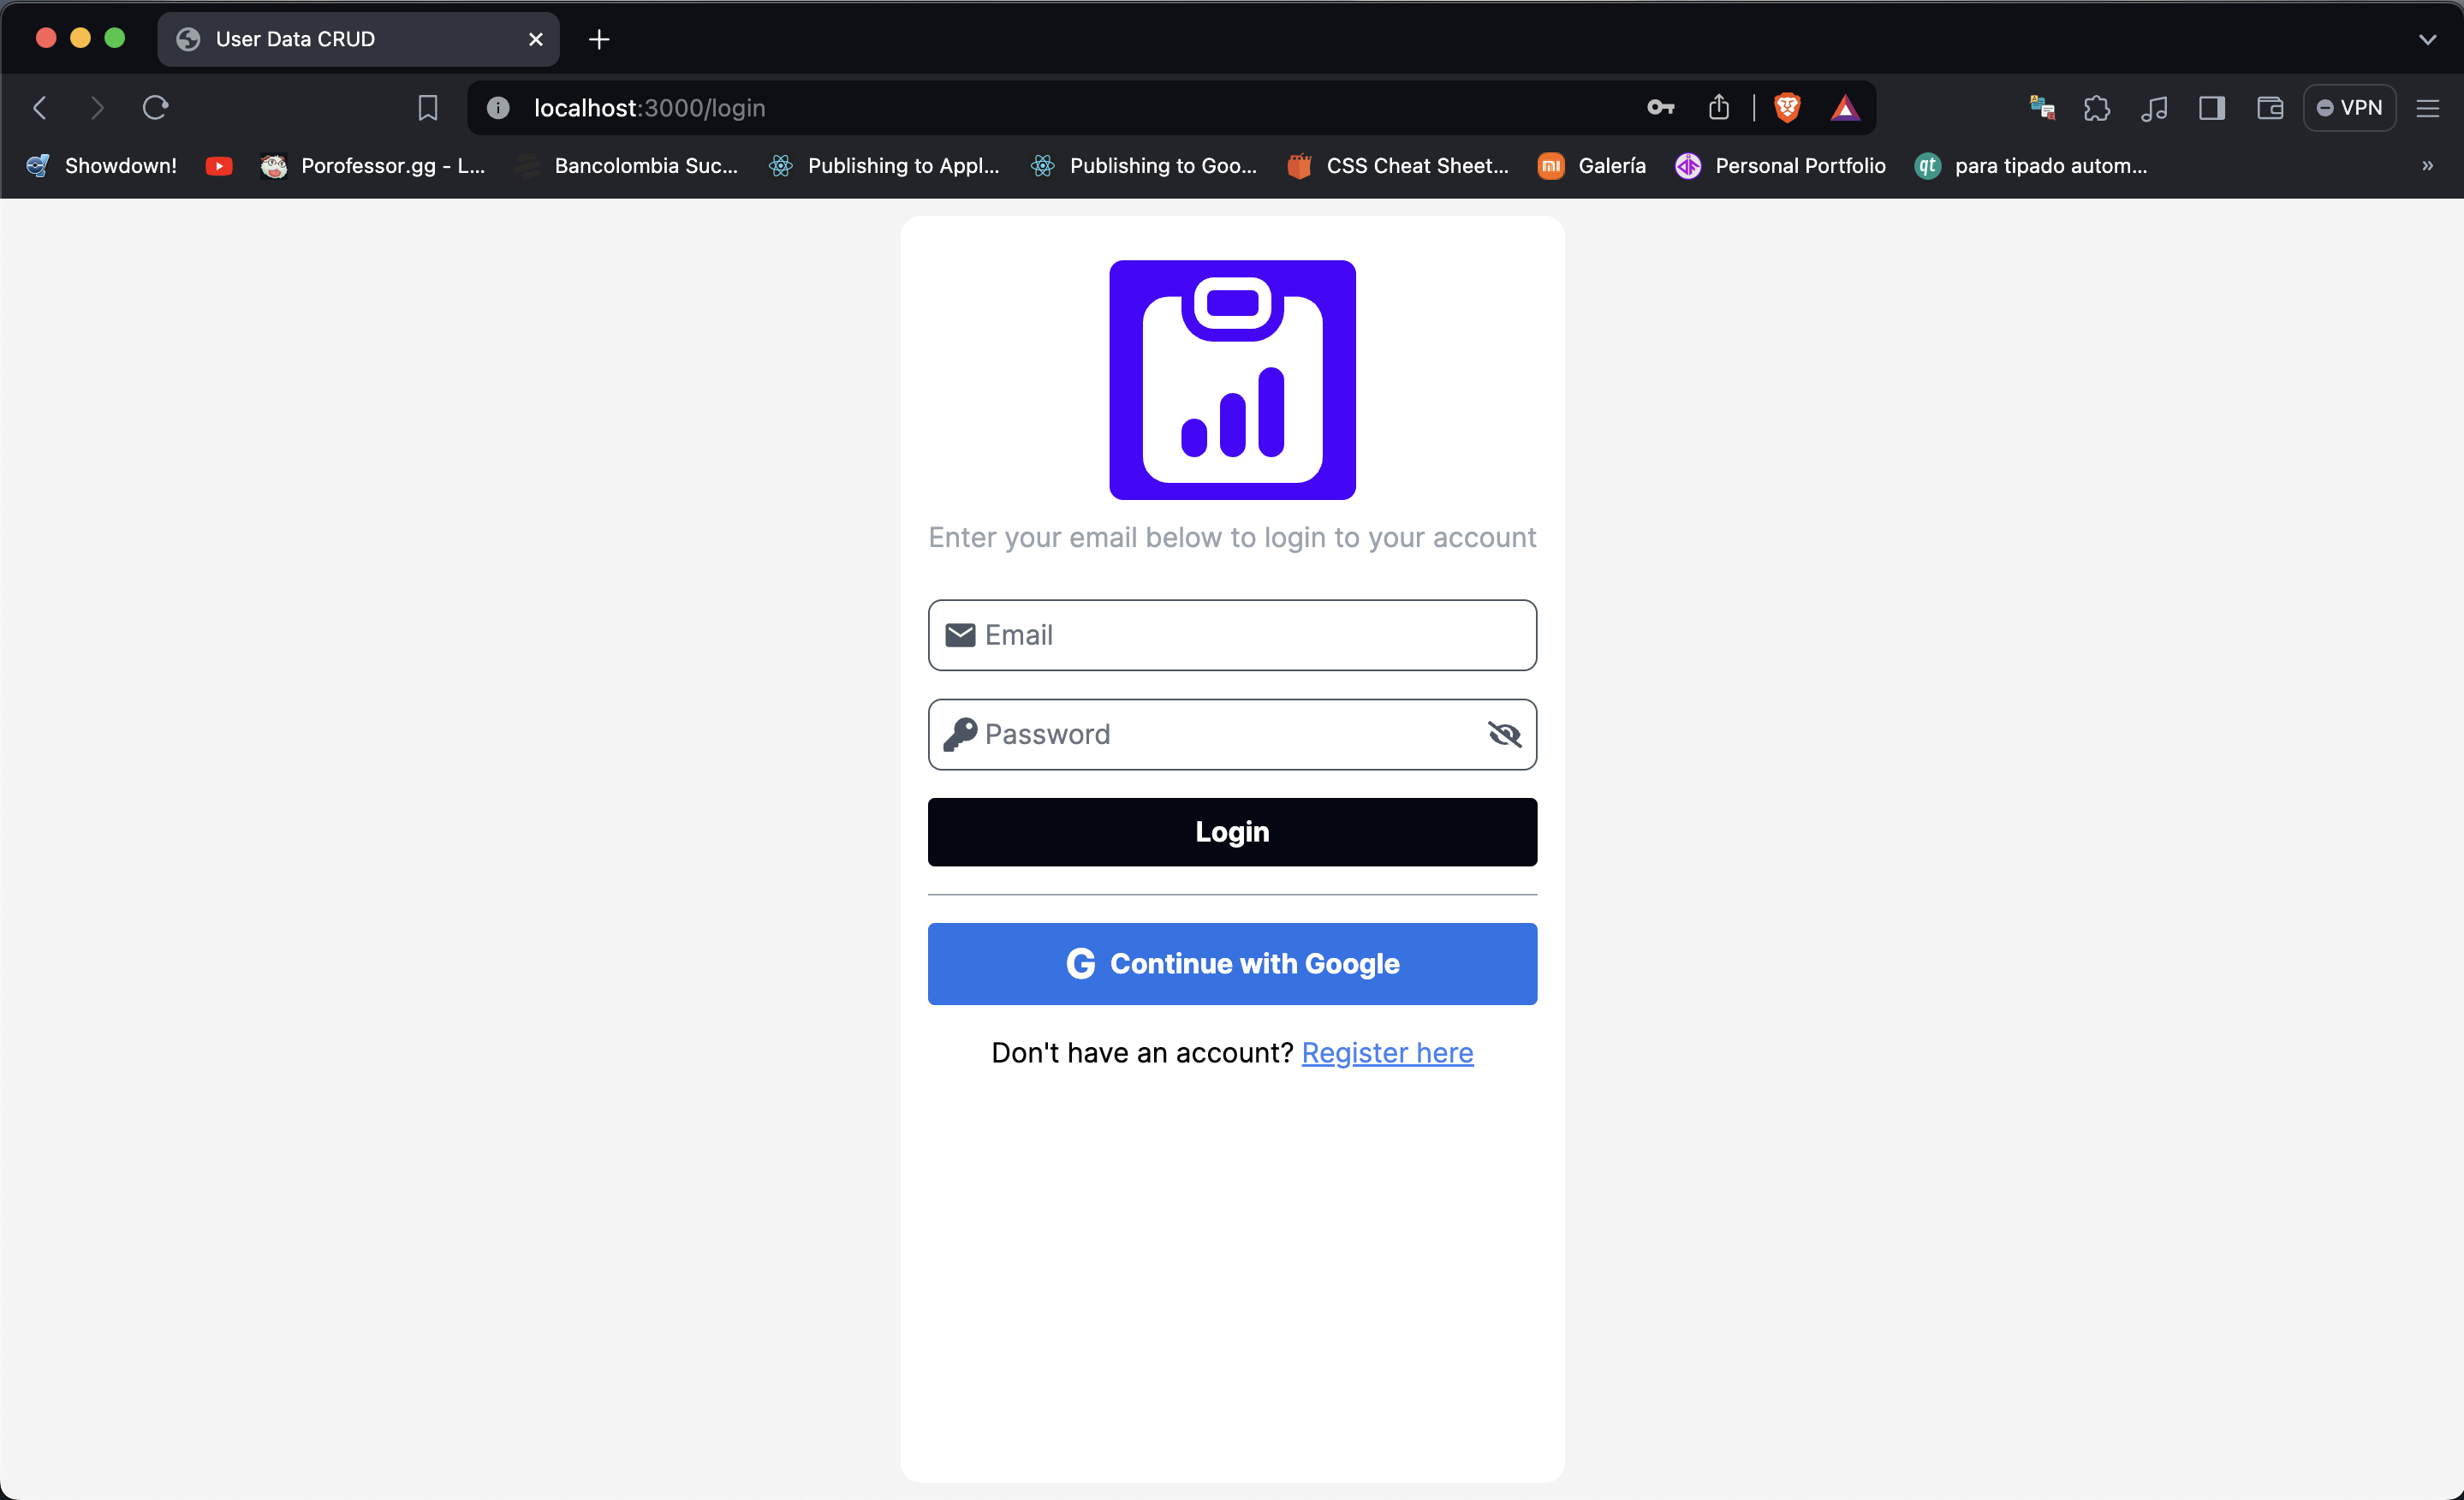 User Data CRUD
localhost:3000/login
VPN
Showdown!
Porofessor.gg - L...
Bancolombia Suc...
Publishing to Appl...
Publishing to Goo...
CSS Cheat Sheet...
Galería
Personal Portfolio
para tipado autom...
Enter your email below to login to your account
Email
Password
Login
G Continue with Google
Don't have an account? Register here